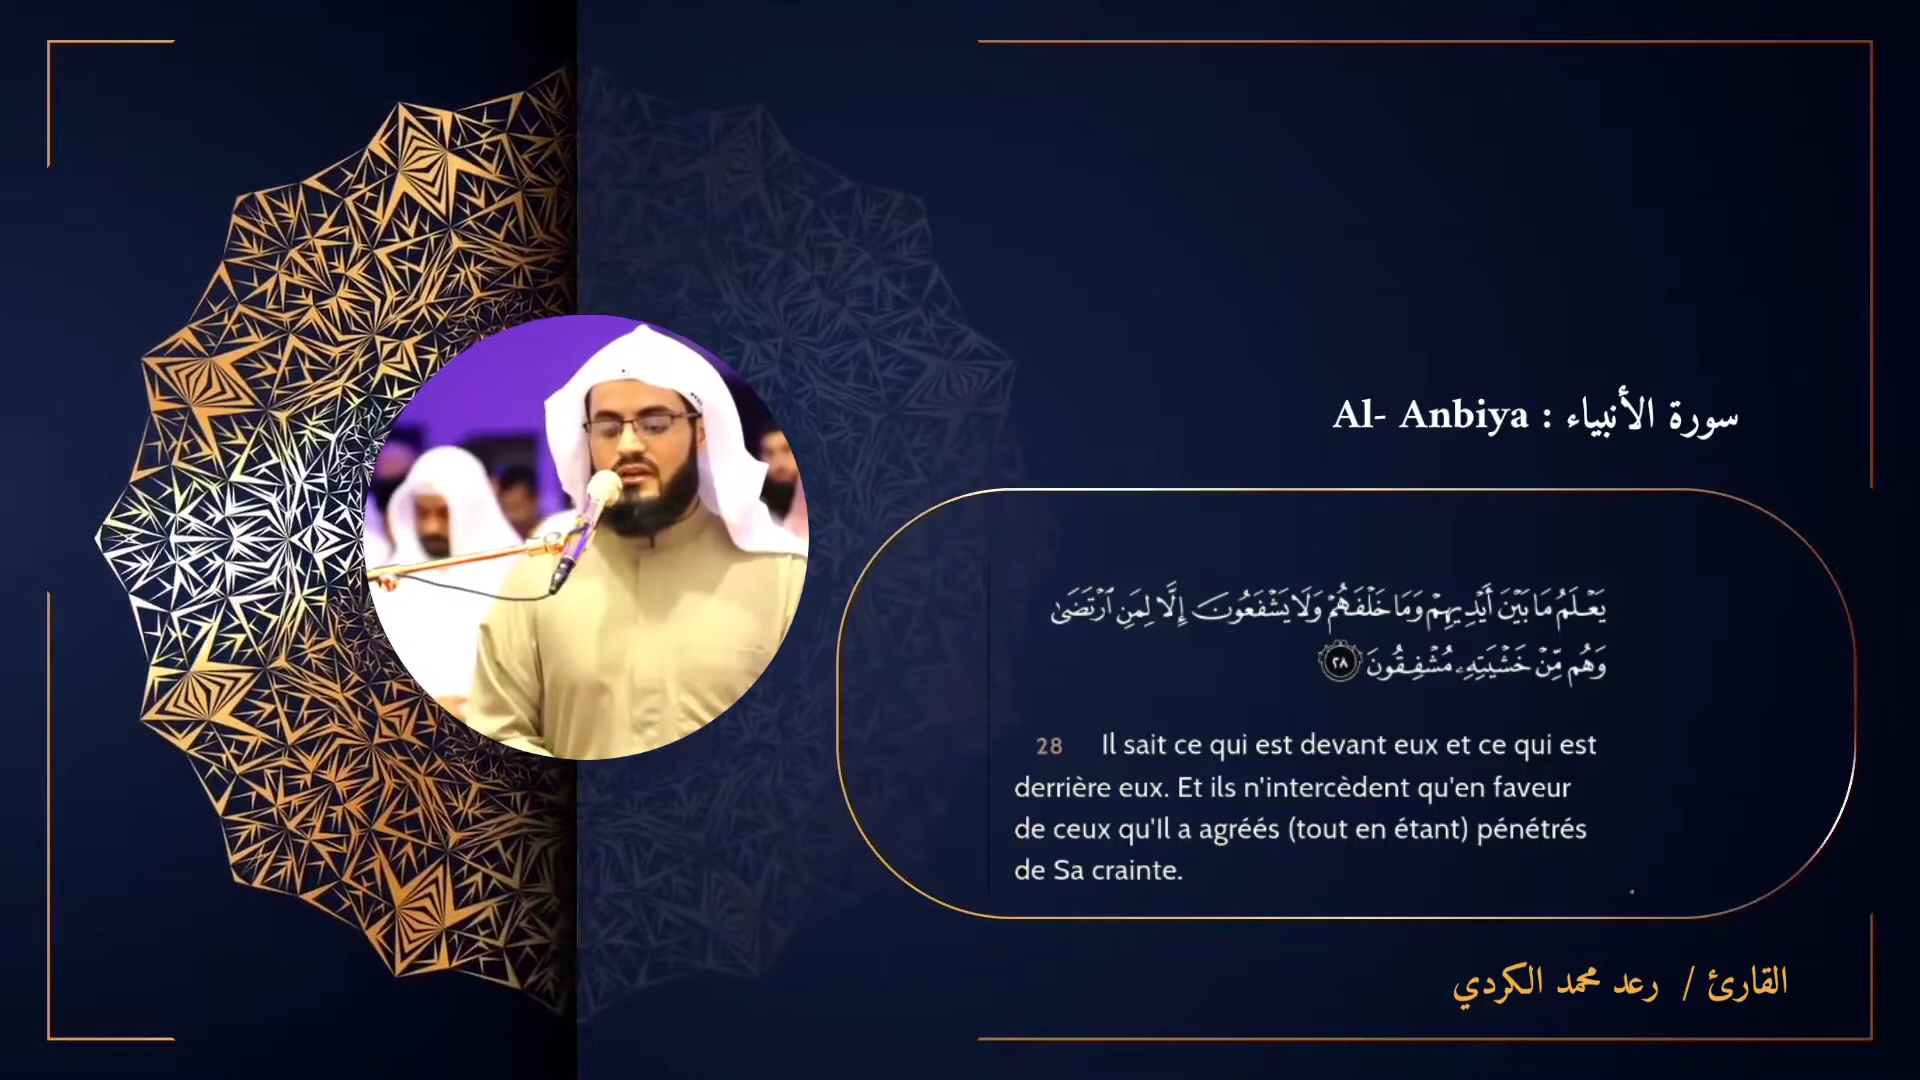 Al- Anbiya : سورة الأنبياء
يَعْلَمُ مَا بَيْنَ أَيْدِيهِمْ وَمَا خَلْفَهُمْ وَلَا يَشْفَعُونَ إِلَّا لِمَنِ ٱرْتَضَىٰ
وَهُم مِّنْ خَشْيَتِهِۦ مُشْفِقُونَ ٢٨
28 Il sait ce qui est devant eux et ce qui est
derrière eux. Et ils n'intercèdent qu'en faveur
de ceux qu'Il a agréés (tout en étant) pénétrés
de Sa crainte.
القارئ / رعد محمد الكردي